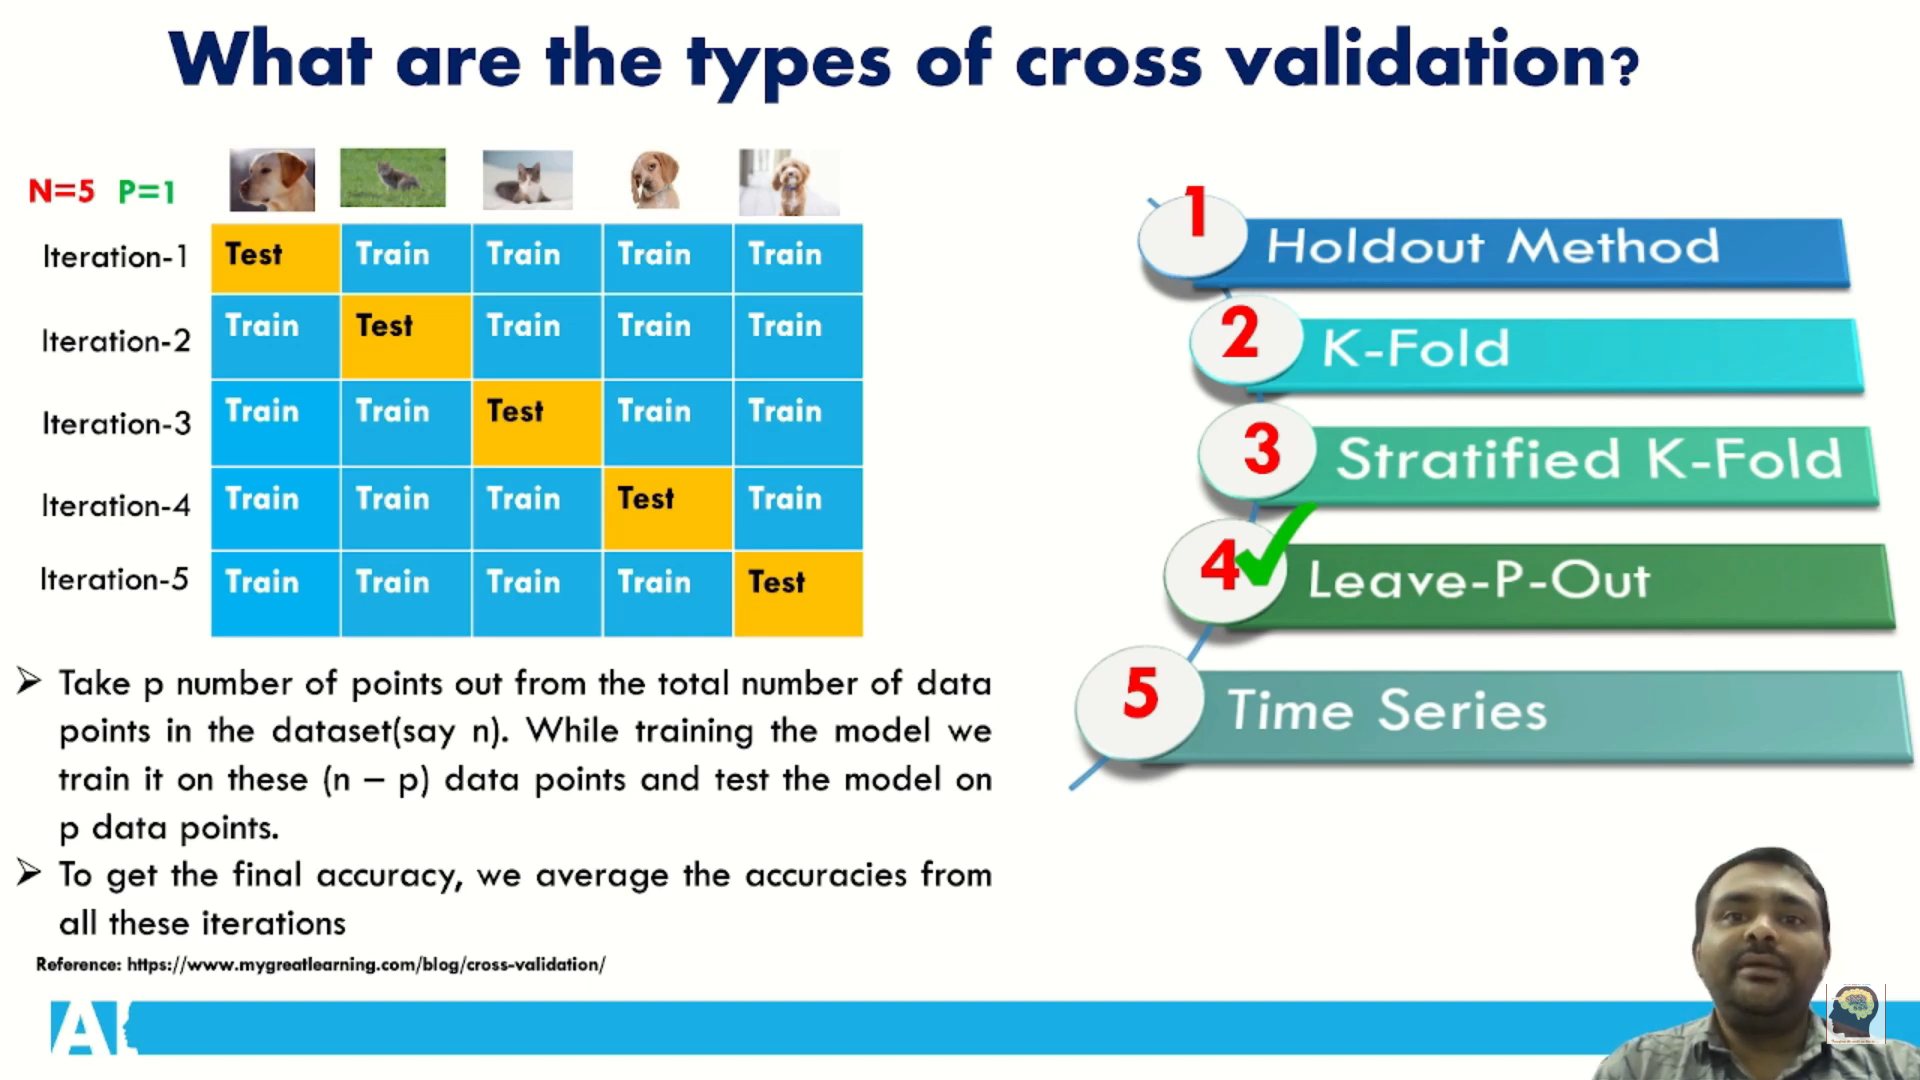 What are the types of cross validation?
N=5 P=1
Iteration-1 Test Train Train Train Train
Iteration-2 Train Test Train Train Train
Iteration-3 Train Train Test Train Train
Iteration-4 Train Train Train Test Train
Iteration-5 Train Train Train Train Test
➢ Take p number of points out from the total number of data
points in the dataset(say n). While training the model we
train it on these (n – p) data points and test the model on
p data points.
➢ To get the final accuracy, we average the accuracies from
all these iterations
Reference: https://www.mygreatlearning.com/blog/cross-validation/
1 Holdout Method
2 K-Fold
3 Stratified K-Fold
4 Leave-P-Out
5 Time Series
AI